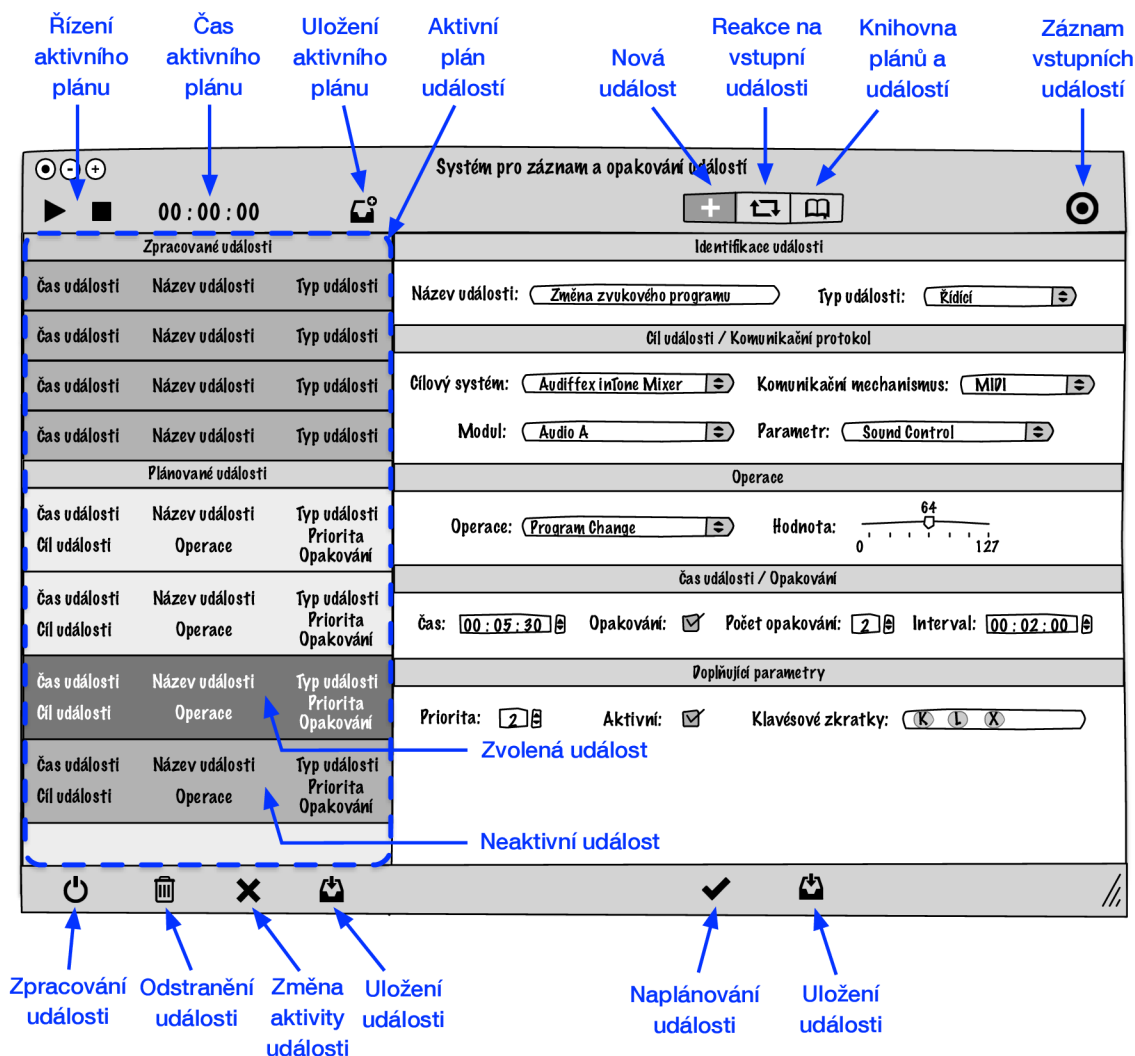 Řízení
aktivního
plánu
Čas
aktivního
plánu
Uložení
aktivního
plánu
Aktivní
plán
událostí
Nová
událost
Reakce na
vstupní
události
Knihovna
plánů a
událostí
Záznam
vstupních
událostí
Systém pro záznam a opakování událostí
00 : 00 : 00
Zpracované události
Čas události Název události Typ události
Čas události Název události Typ události
Čas události Název události Typ události
Čas události Název události Typ události
Plánované události
Čas události Název události Typ události
Cíl události Operace Priorita
Opakování
Čas události Název události Typ události
Cíl události Operace Priorita
Opakování
Čas události Název události Typ události
Cíl události Operace Priorita
Opakování
Čas události Název události Typ události
Cíl události Operace Priorita
Opakování
Identifikace události
Název události: Změna zvukového programu Typ události: Řídící
Cíl události / Komunikační protokol
Cílový systém: Audiffex inTone Mixer Komunikační mechanismus: MIDI
Modul: Audio A Parametr: Sound Control
Operace
64
Operace: Program Change Hodnota:
0 127
Čas události / Opakování
Čas: 00 : 05 : 30 Opakování: Počet opakování: 2 Interval: 00 : 02 : 00
Doplňující parametry
Priorita: 2 Aktivní: Klávesové zkratky: K L X
Zvolená událost
Neaktivní událost
Zpracování
události
Odstranění
události
Změna
aktivity
události
Uložení
události
Naplánování
události
Uložení
události